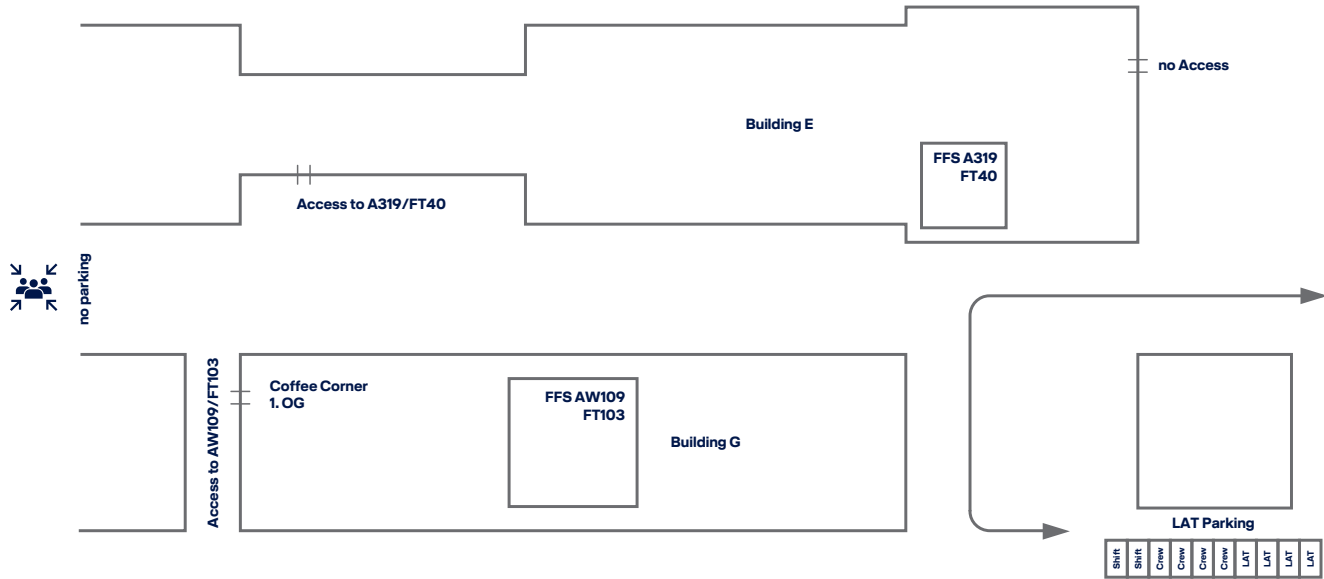 no Access
Building E
FFS A319
FT40
Access to A319/FT40
no parking
Access to AW109/FT103
Coffee Corner
1. OG
FFS AW109
FT103
Building G
LAT Parking
Shift
Shift
Crew
Crew
Crew
Crew
LAT
LAT
LAT
LAT